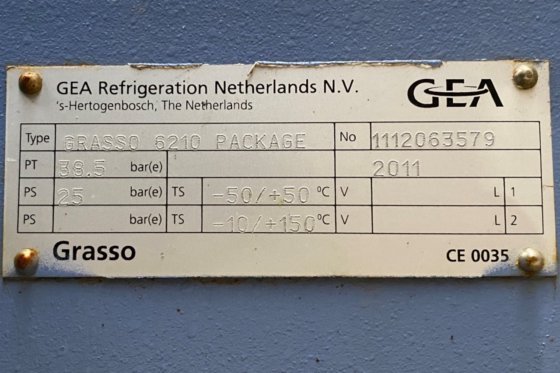 GEA Refrigeration Netherlands N.V.
's-Hertogenbosch, The Netherlands
GEA
Type GRASSO 6210 PACKAGE No 1112063579
PT 38.5 bar(e) 2011
PS 25 bar(e) TS -50/+50 °C V L 1
PS bar(e) TS -10/+150 °C V L 2
Grasso CE 0035